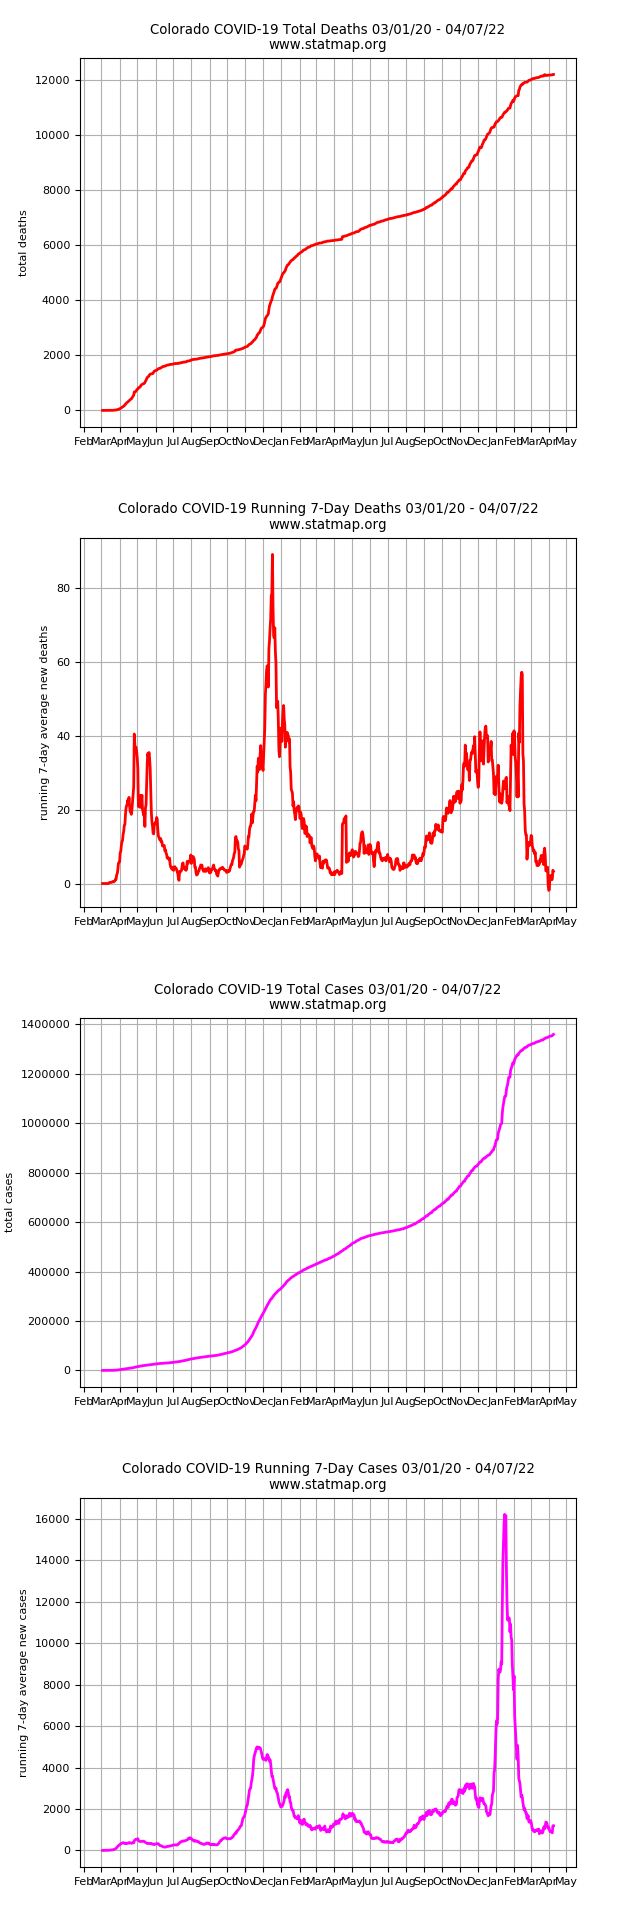 Colorado COVID-19 Total Deaths 03/01/20 - 04/07/22
www.statmap.org
12000
10000
8000
6000
4000
2000
0
total deaths
Feb Mar Apr May Jun Jul Aug Sep Oct Nov Dec Jan Feb Mar Apr May Jun Jul Aug Sep Oct Nov Dec Jan Feb Mar Apr May
Colorado COVID-19 Running 7-Day Deaths 03/01/20 - 04/07/22
www.statmap.org
80
60
40
20
0
running 7-day average new deaths
Feb Mar Apr May Jun Jul Aug Sep Oct Nov Dec Jan Feb Mar Apr May Jun Jul Aug Sep Oct Nov Dec Jan Feb Mar Apr May
Colorado COVID-19 Total Cases 03/01/20 - 04/07/22
www.statmap.org
1400000
1200000
1000000
800000
600000
400000
200000
0
total cases
Feb Mar Apr May Jun Jul Aug Sep Oct Nov Dec Jan Feb Mar Apr May Jun Jul Aug Sep Oct Nov Dec Jan Feb Mar Apr May
Colorado COVID-19 Running 7-Day Cases 03/01/20 - 04/07/22
www.statmap.org
16000
14000
12000
10000
8000
6000
4000
2000
0
running 7-day average new cases
Feb Mar Apr May Jun Jul Aug Sep Oct Nov Dec Jan Feb Mar Apr May Jun Jul Aug Sep Oct Nov Dec Jan Feb Mar Apr May